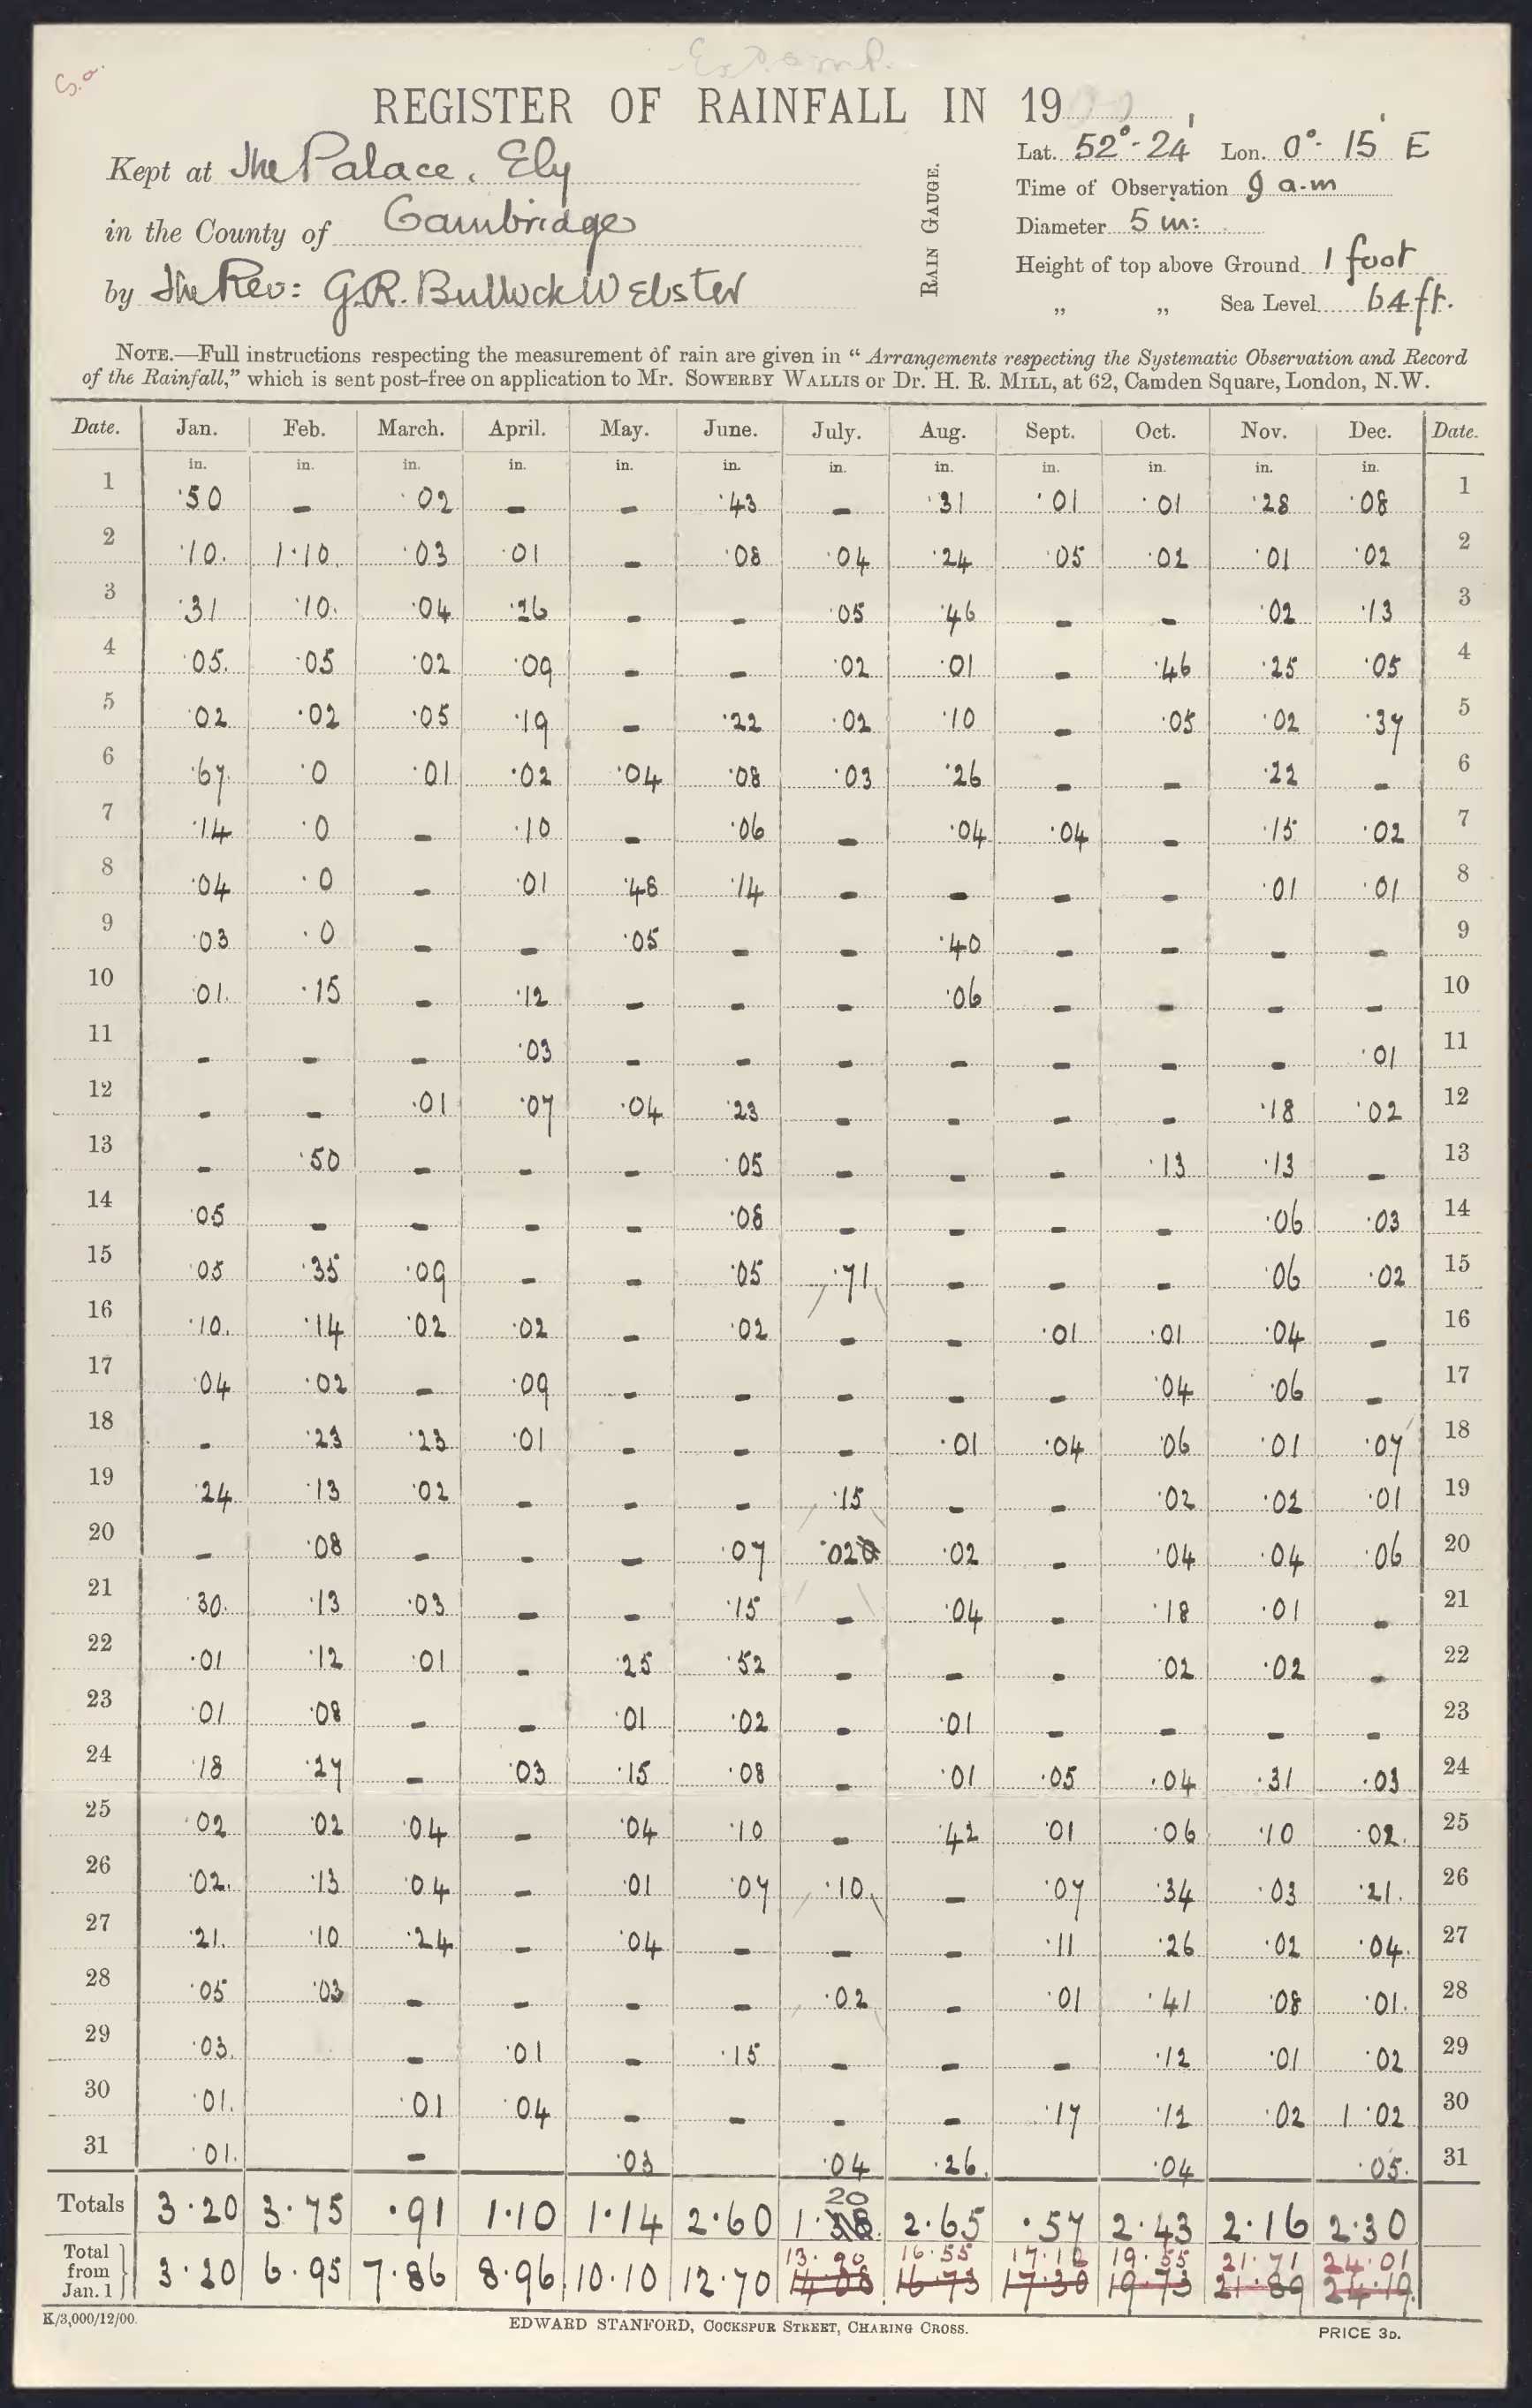 REGISTER OF RAINFALL IN 19
Kept at The Palace, Ely
in the County of Cambridge
by The Rev: G.R. Bullock Webster
RAIN GAUGE.
Lat. 52°-24' Lon. 0°- 15' E
Time of Observation 9 a.m
Diameter 5 in:
Height of top above Ground 1 foot
„ „ Sea Level 64 ft.
NOTE.—Full instructions respecting the measurement of rain are given in "Arrangements respecting the Systematic Observation and Record
of the Rainfall," which is sent post-free on application to Mr. SOWERBY WALLIS or Dr. H. R. MILL, at 62, Camden Square, London, N.W.
Date. Jan. Feb. March. April. May. June. July. Aug. Sept. Oct. Nov. Dec. Date.
in. in. in. in. in. in. in. in. in. in. in. in.
1 ·50 - ·02 - - ·43 - ·31 ·01 ·01 ·28 ·08 1
2 ·10 1·10 ·03 ·01 - ·08 ·04 ·24 ·05 ·02 ·01 ·02 2
3 ·31 ·10 ·04 ·26 - - ·05 ·46 - - ·02 ·13 3
4 ·05 ·05 ·02 ·09 - - ·02 ·01 - ·46 ·25 ·05 4
5 ·02 ·02 ·05 ·19 - ·22 ·02 ·10 - ·05 ·02 ·37 5
6 ·67 ·0 ·01 ·02 ·04 ·08 ·03 ·26 - - ·22 - 6
7 ·14 ·0 - ·10 - ·06 - ·04 ·04 - ·15 ·02 7
8 ·04 ·0 - ·01 ·48 ·14 - - - - ·01 ·01 8
9 ·03 ·0 - - ·05 - - ·40 - - - - 9
10 ·01 ·15 - ·12 - - - ·06 - - - - 10
11 - - - ·03 - - - - - - - ·01 11
12 - - ·01 ·07 ·04 ·23 - - - - ·18 ·02 12
13 - ·50 - - - ·05 - - - ·13 ·13 - 13
14 ·05 - - - - ·08 - - - - ·06 ·03 14
15 ·05 ·35 ·09 - - ·05 ·71 - - - ·06 ·02 15
16 ·10 ·14 ·02 ·02 - ·02 - - ·01 ·01 ·04 - 16
17 ·04 ·02 - ·09 - - - - - ·04 ·06 - 17
18 - ·23 ·23 ·01 - - - ·01 ·04 ·06 ·01 ·07 18
19 ·24 ·13 ·02 - - - ·15 - - ·02 ·02 ·01 19
20 - ·08 - - - ·07 ·020 ·02 - ·04 ·04 ·06 20
21 ·30 ·13 ·03 - - ·15 - ·04 - ·18 ·01 - 21
22 ·01 ·12 ·01 - ·25 ·52 - - - ·02 ·02 - 22
23 ·01 ·08 - - ·01 ·02 - ·01 - - - - 23
24 ·18 ·27 - ·03 ·15 ·08 - ·01 ·05 ·04 ·31 ·03 24
25 ·02 ·02 ·04 - ·04 ·10 - ·42 ·01 ·06 ·10 ·02 25
26 ·02 ·13 ·04 - ·01 ·07 ·10 - ·07 ·34 ·03 ·21 26
27 ·21 ·10 ·24 - ·04 - - - ·11 ·26 ·02 ·04 27
28 ·05 ·03 - - - - ·02 - ·01 ·41 ·08 ·01 28
29 ·03 - ·01 - ·15 - - - ·12 ·01 ·02 29
30 ·01 ·01 ·04 - - - - ·17 ·12 ·02 1·02 30
31 ·01 - ·03 ·04 ·26 ·04 ·05 31
20
Totals 3·20 3·75 ·91 1·10 1·14 2·60 1·38 2·65 ·57 2·43 2·16 2·30
13·90 16·55 17·12 19·55 21·71 24·01
Total from Jan. 1 3·20 6·95 7·86 8·96 10·10 12·70 14·08 16·73 17·30 19·73 21·89 24·19
K/3,000/12/00. EDWARD STANFORD, COCKSPUR STREET, CHARING CROSS. PRICE 3D.